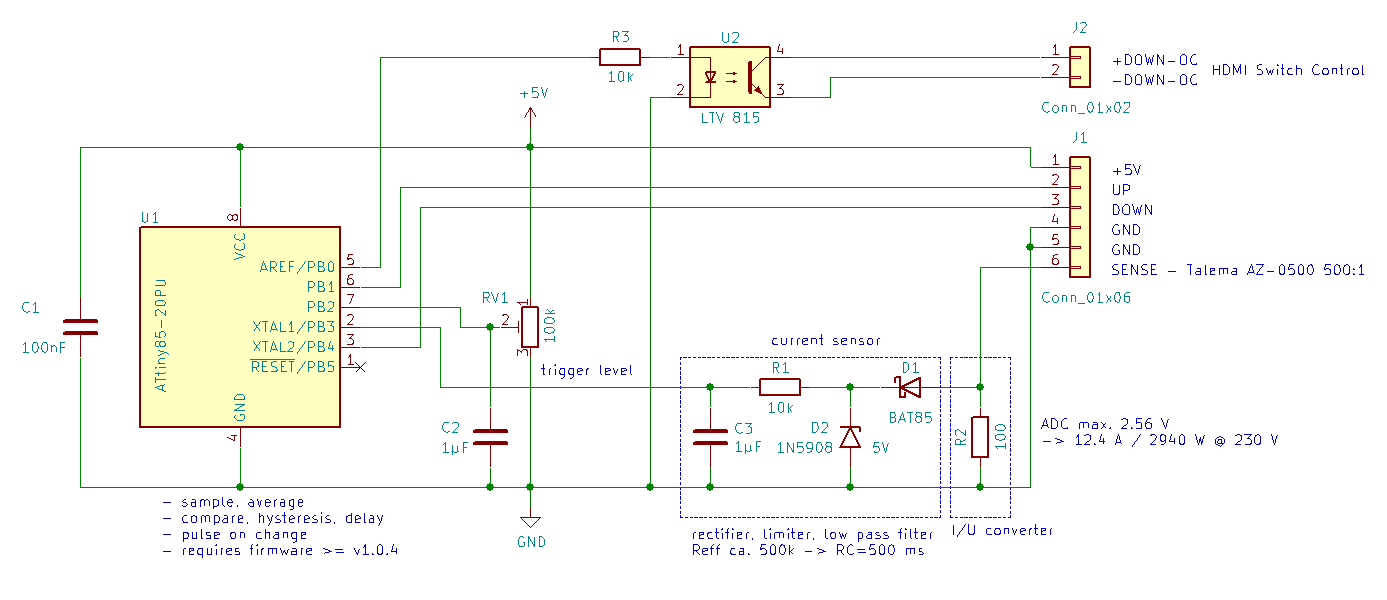 J2
R3
U2
1
4
1
+DOWN-OC
HDMI Switch Control
10k
2
-DOWN-OC
2
3
+5V
LTV 815
Conn_01x02
J1
1
+5V
2
UP
3
DOWN
U1
8
4
GND
VCC
5
GND
AREF/PB0
5
6
SENSE - Talema AZ-0500 500:1
PB1
6
Conn_01x06
PB2
7
RV1
1
C1
XTAL1/PB3
2
2
100k
100nF
XTAL2/PB4
3
3
current sensor
ATtiny85-20PU
RESET/PB5
1
trigger level
R1
D1
GND
10k
BAT85
C2
C3
D2
R2
100
ADC max. 2.56 V
1µF
1µF
1N5908
5V
-> 12.4 A / 2940 W @ 230 V
4
- sample, average
- compare, hysteresis, delay
- pulse on change
- requires firmware >= v1.0.4
GND
rectifier, limiter, low pass filter
Reff ca. 500k -> RC=500 ms
I/U converter